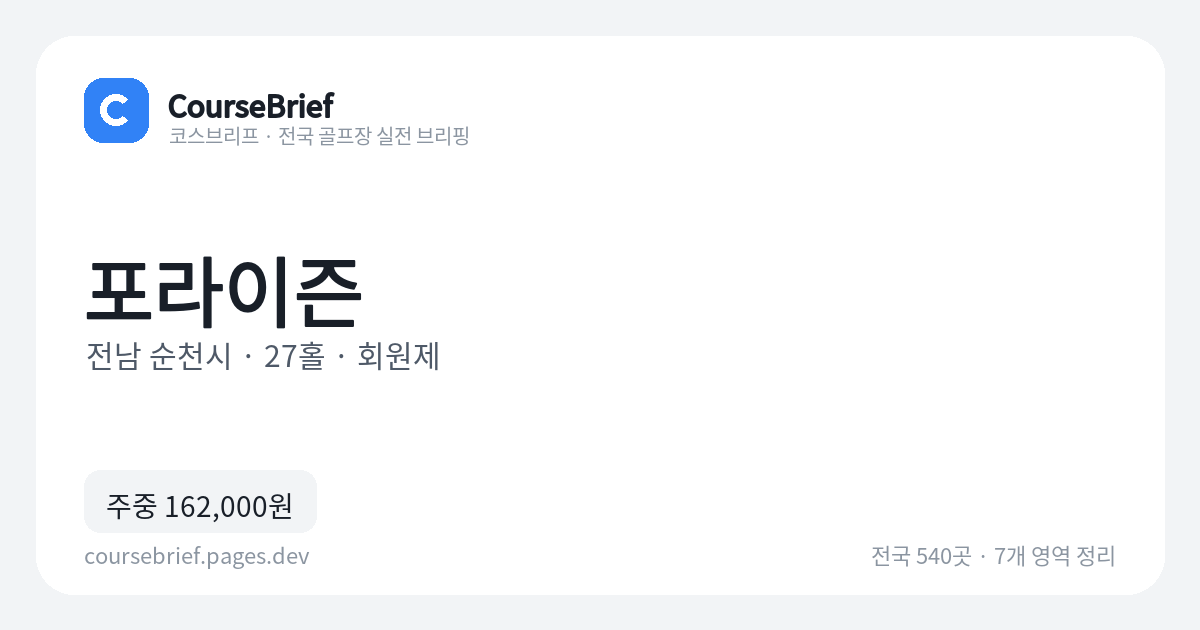 C
CourseBrief
코스브리프 · 전국 골프장 실전 브리핑
포라이즌
전남 순천시 · 27홀 · 회원제
주중 162,000원
coursebrief.pages.dev
전국 540곳 · 7개 영역 정리